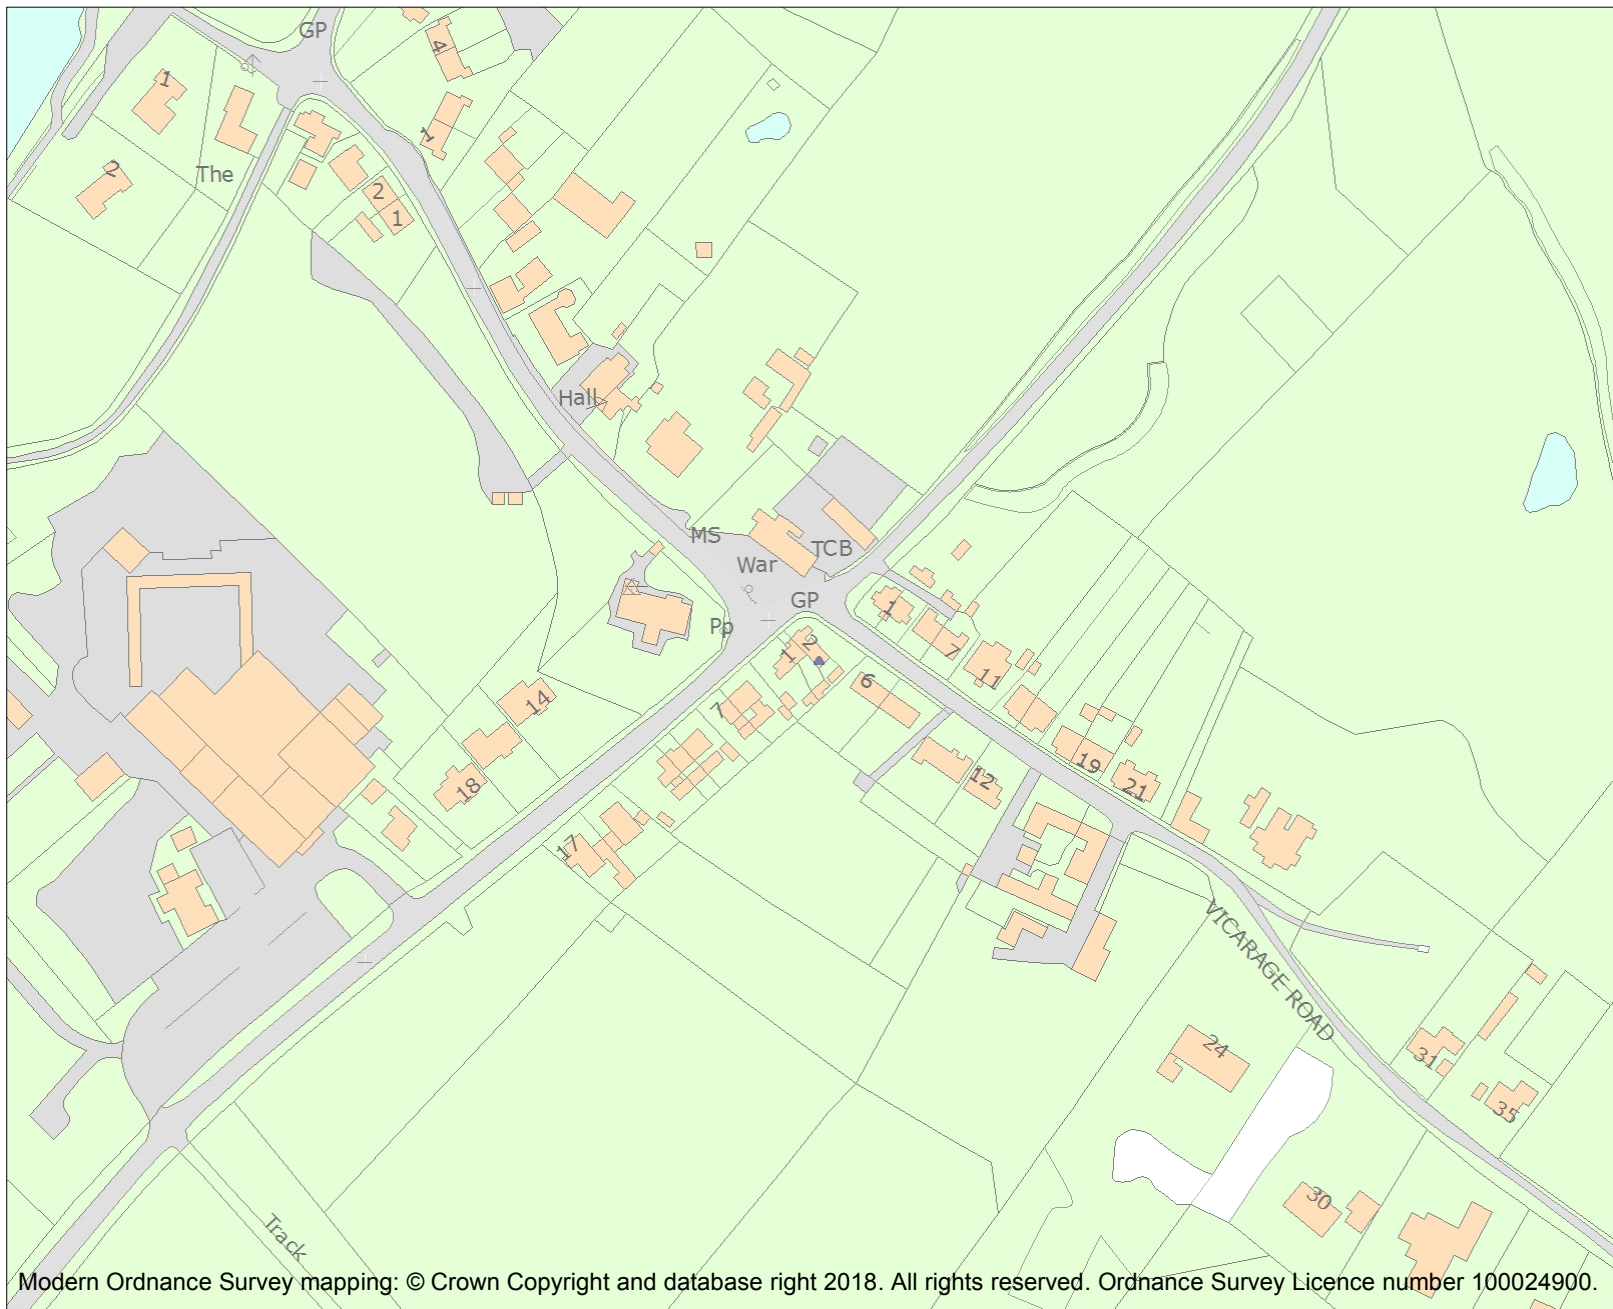 GP
4
1
1
2
The
2
1
Hall
MS
War
TCB
GP
Pp
1
2
1
7
11
6
14
7
18
19
21
12
17
VICARAGE ROAD
24
31
35
30
Track
Modern Ordnance Survey mapping: © Crown Copyright and database right 2018. All rights reserved. Ordnance Survey Licence number 100024900.